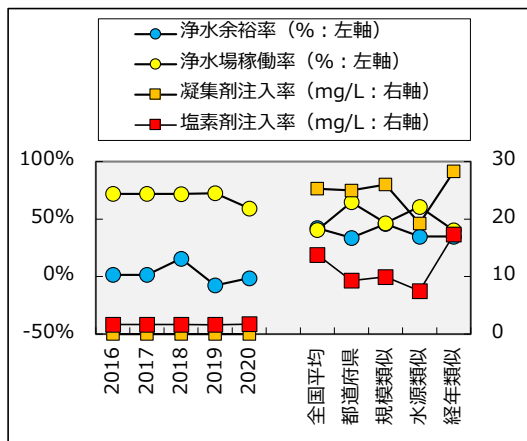 浄水余裕率（%：左軸）
浄水場稼働率（%：左軸）
凝集剤注入率（mg/L：右軸）
塩素剤注入率（mg/L：右軸）
100%
50%
0%
-50%
30
20
10
0
2016
2017
2018
2019
2020
全国平均
都道府県
規模類似
水源類似
経年類似